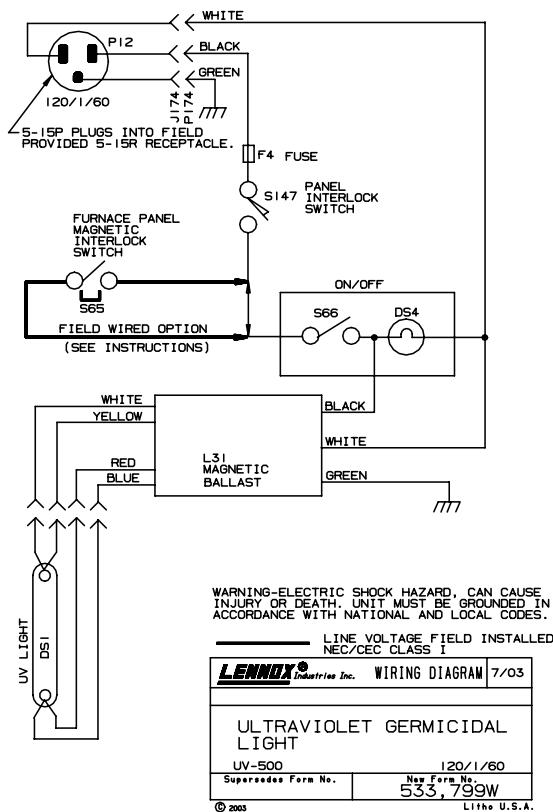 WHITE
P12
BLACK
GREEN
120/1/60
J174
P174
5-15P PLUGS INTO FIELD
PROVIDED 5-15R RECEPTACLE.
F4 FUSE
S147 PANEL
INTERLOCK
SWITCH
FURNACE PANEL
MAGNETIC
INTERLOCK
SWITCH
S65
ON/OFF
S66
DS4
FIELD WIRED OPTION
(SEE INSTRUCTIONS)
WHITE
YELLOW
BLACK
WHITE
L31
MAGNETIC
BALLAST
RED
BLUE
GREEN
UV LIGHT
DS1
WARNING-ELECTRIC SHOCK HAZARD, CAN CAUSE
INJURY OR DEATH. UNIT MUST BE GROUNDED IN
ACCORDANCE WITH NATIONAL AND LOCAL CODES.
LINE VOLTAGE FIELD INSTALLED
NEC/CEC CLASS I
LENNOX® Industries Inc. WIRING DIAGRAM 7/03
ULTRAVIOLET GERMICIDAL
LIGHT
UV-500 120/1/60
Supersedes Form No. New Form No.
533,799W
© 2003 Litho U.S.A.